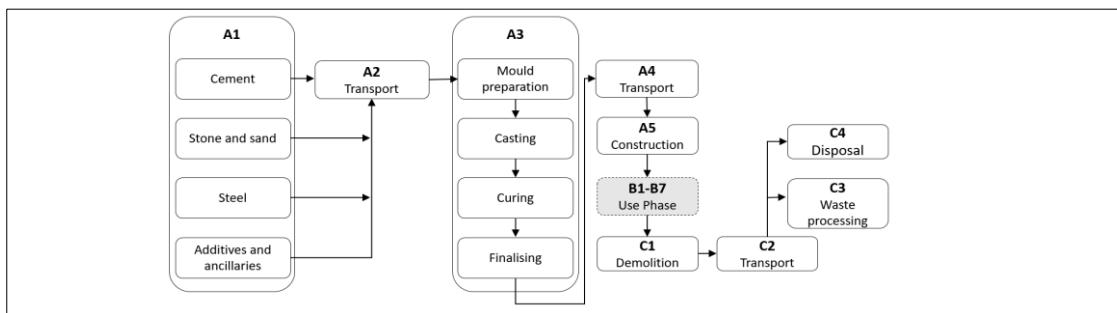 A1
Cement
Stone and sand
Steel
Additives and
ancillaries
A2
Transport
A3
Mould
preparation
Casting
Curing
Finalising
A4
Transport
A5
Construction
B1-B7
Use Phase
C1
Demolition
C2
Transport
C4
Disposal
C3
Waste
processing